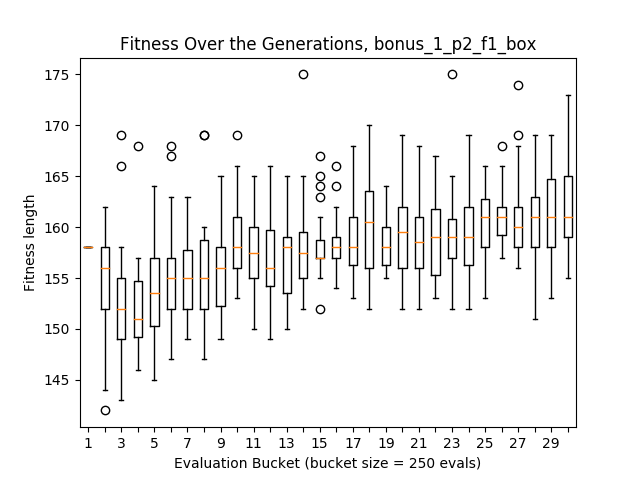 Fitness Over the Generations, bonus_1_p2_f1_box
175
170
165
160
155
150
145
Fitness length
1 3 5 7 9 11 13 15 17 19 21 23 25 27 29
Evaluation Bucket (bucket size = 250 evals)